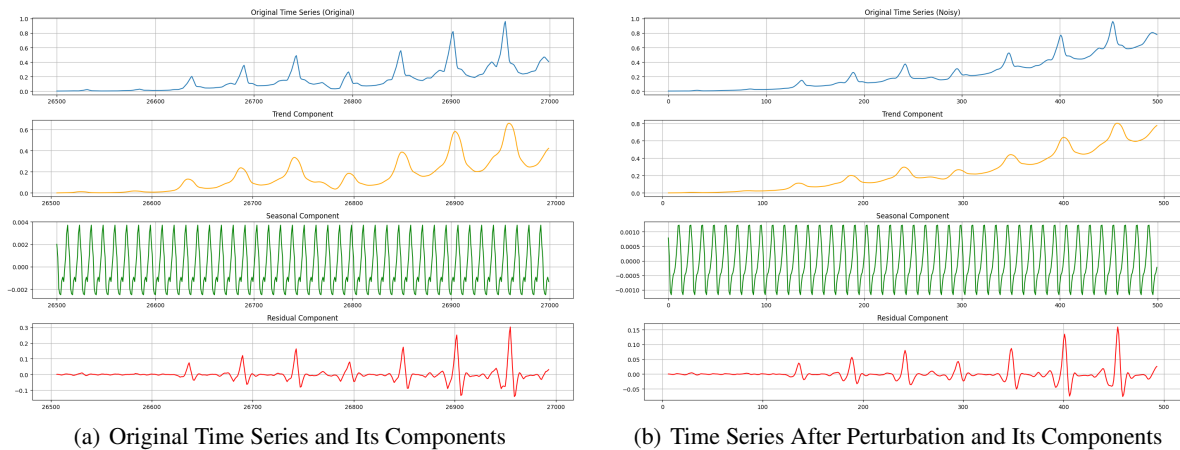 Original Time Series (Original)
1.0
0.8
0.6
0.4
0.2
0.0
26500 26600 26700 26800 26900 27000
Trend Component
0.6
0.4
0.2
0.0
26500 26600 26700 26800 26900 27000
Seasonal Component
0.004
0.002
0.000
−0.002
26500 26600 26700 26800 26900 27000
Residual Component
0.3
0.2
0.1
0.0
−0.1
26500 26600 26700 26800 26900 27000
(a) Original Time Series and Its Components
Original Time Series (Noisy)
1.0
0.8
0.6
0.4
0.2
0.0
0 100 200 300 400 500
Trend Component
0.8
0.6
0.4
0.2
0.0
0 100 200 300 400 500
Seasonal Component
0.0010
0.0005
0.0000
−0.0005
−0.0010
0 100 200 300 400 500
Residual Component
0.15
0.10
0.05
0.00
−0.05
0 100 200 300 400 500
(b) Time Series After Perturbation and Its Components